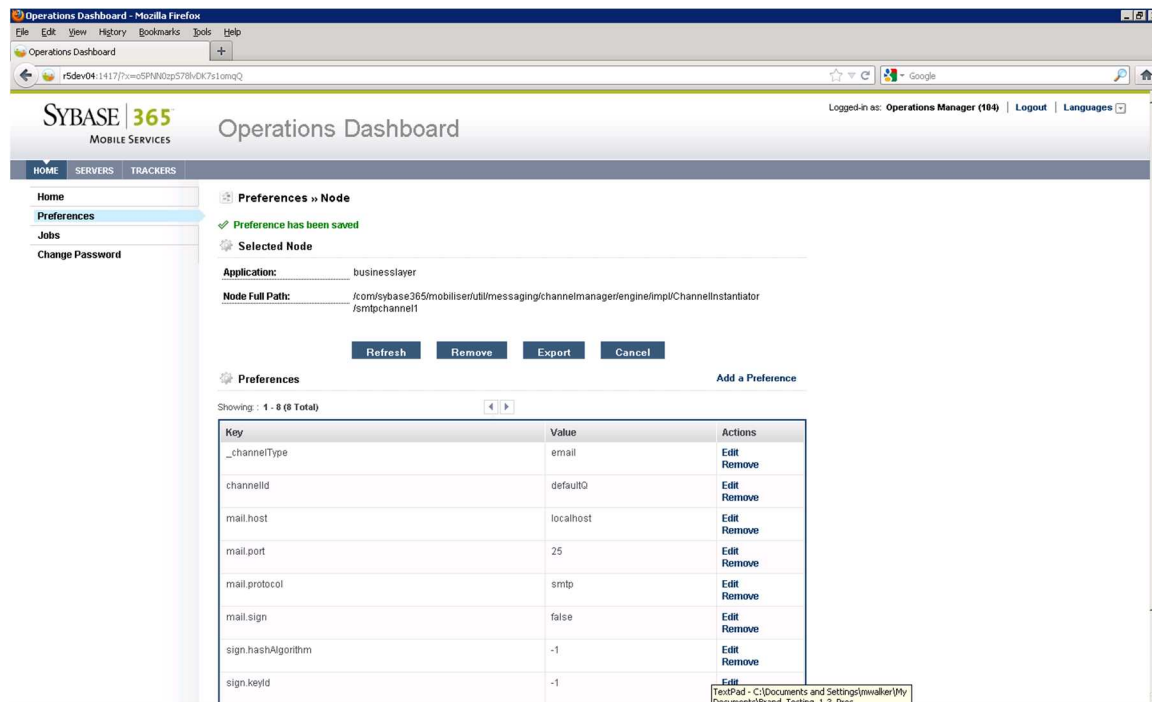 Operations Dashboard - Mozilla Firefox
File Edit View History Bookmarks Tools Help
Operations Dashboard +
r5dev04:1417/?x=o5PNN0zp578lvDK7s1omqQ
Google
Logged-in as: Operations Manager (104) | Logout | Languages
SYBASE 365
MOBILE SERVICES
Operations Dashboard
HOME SERVERS TRACKERS
Home
Preferences
Jobs
Change Password
Preferences » Node
Preference has been saved
Selected Node
Application: businesslayer
Node Full Path: /com/sybase365/mobiliser/util/messaging/channelmanager/engine/impl/ChannelInstantiator
/smtpchannel1
Refresh Remove Export Cancel
Preferences Add a Preference
Showing: : 1 - 8 (8 Total)
Key Value Actions
_channelType email Edit
Remove
channelId defaultQ Edit
Remove
mail.host localhost Edit
Remove
mail.port 25 Edit
Remove
mail.protocol smtp Edit
Remove
mail.sign false Edit
Remove
sign.hashAlgorithm -1 Edit
Remove
sign.keyId -1 Edit
TextPad - C:\Documents and Settings\mwalker\My
Documents\Brand_Testing_1.3_Proc